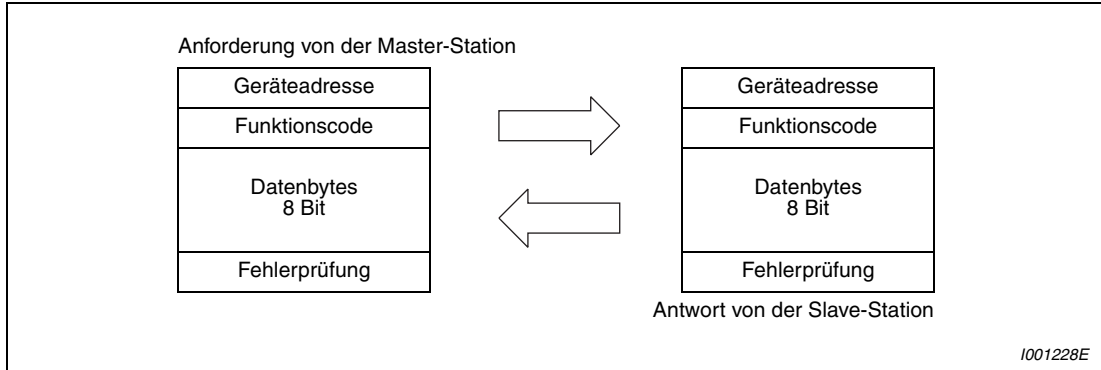 Anforderung von der Master-Station
Geräteadresse
Funktionscode
Datenbytes
8 Bit
Fehlerprüfung
Geräteadresse
Funktionscode
Datenbytes
8 Bit
Fehlerprüfung
Antwort von der Slave-Station
I001228E